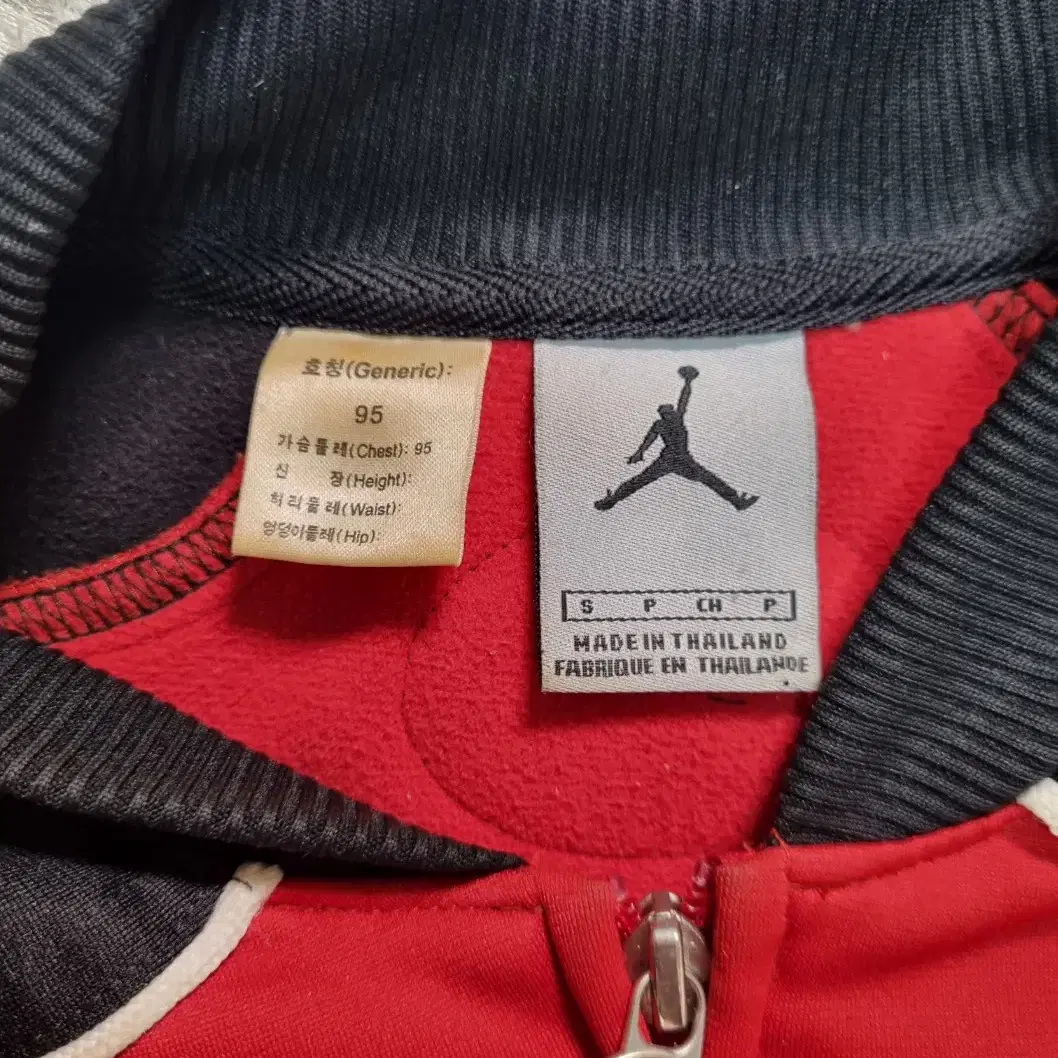 호칭(Generic):
95
가슴둘레(Chest): 95
신 장(Height):
허리둘레(Waist):
엉덩이둘레(Hip):
S P CH P
MADE IN THAILAND
FABRIQUE EN THAILANDE